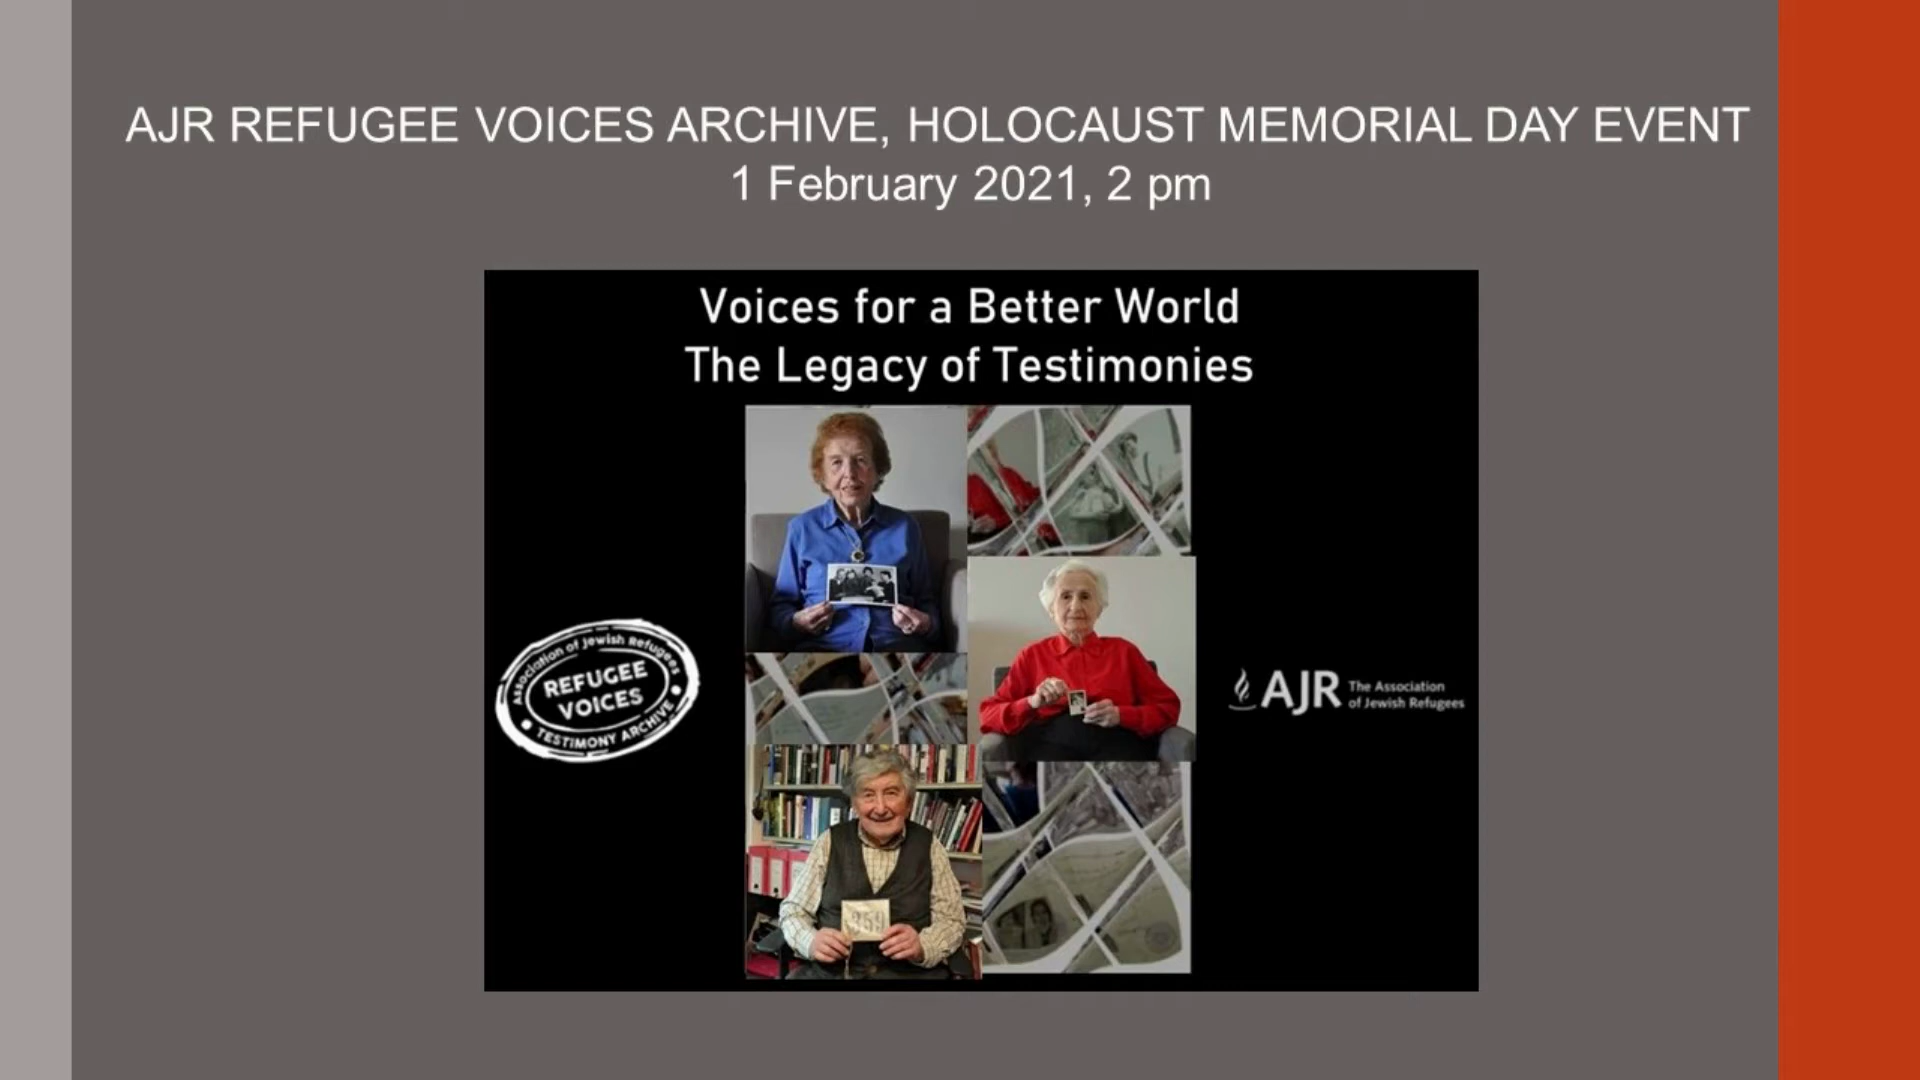 AJR REFUGEE VOICES ARCHIVE, HOLOCAUST MEMORIAL DAY EVENT
1 February 2021, 2 pm
Voices for a Better World
The Legacy of Testimonies
Association of Jewish Refugees
REFUGEE
VOICES
TESTIMONY ARCHIVE
AJR The Association
of Jewish Refugees
359